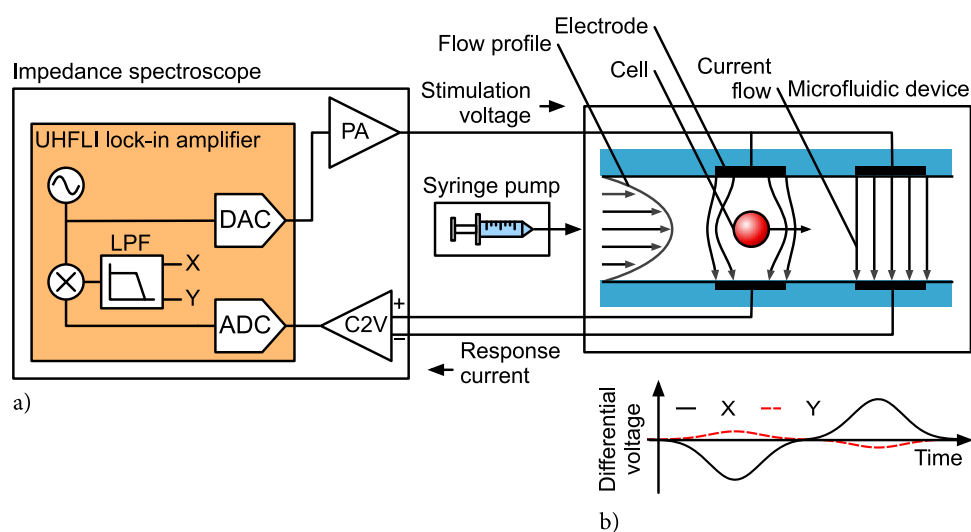 Electrode
Flow profile
Cell
Current
flow
Microfluidic device
Impedance spectroscope
Stimulation
voltage
PA
UHFLI lock-in amplifier
Syringe pump
DAC
LPF
X
Y
ADC
C2V
+
−
Response
current
a)
Differential
voltage
X
Y
Time
b)